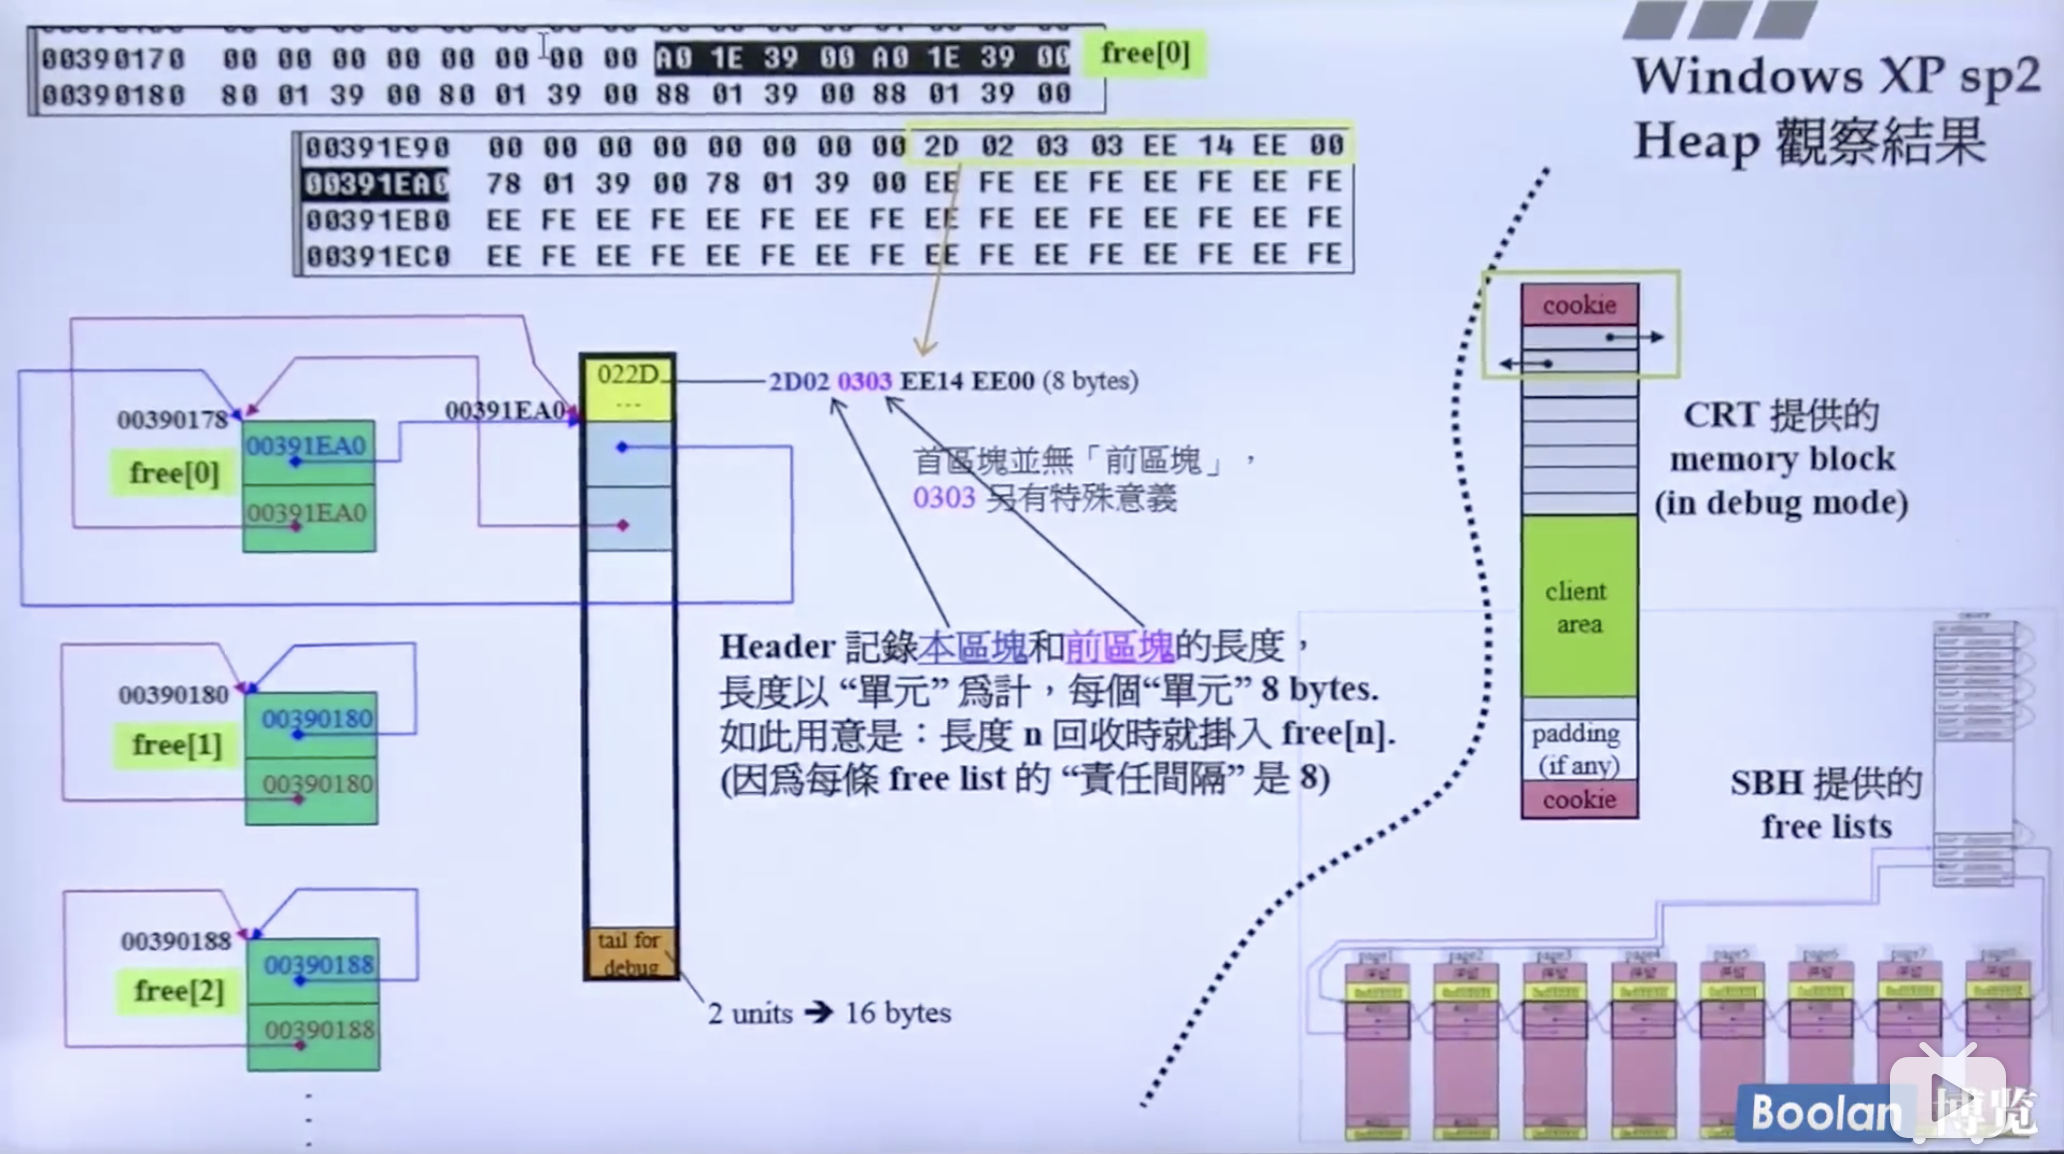 00390170 00 00 00 00 00 00 00 00 A0 1E 39 00 A0 1E 39 00
free[0]
00390180 80 01 39 00 80 01 39 00 88 01 39 00 88 01 39 00
Windows XP sp2
Heap 觀察結果
00391E90 00 00 00 00 00 00 00 00 2D 02 03 03 EE 14 EE 00
00391EA0 78 01 39 00 78 01 39 00 EE FE EE FE EE FE EE FE
00391EB0 EE FE EE FE EE FE EE FE EE FE EE FE EE FE EE FE
00391EC0 EE FE EE FE EE FE EE FE EE FE EE FE EE FE EE FE
022D
...
2D02 0303 EE14 EE00 (8 bytes)
00391EA0
00390178
free[0]
00391EA0
00391EA0
首區塊並無「前區塊」，
0303 另有特殊意義
00390180
free[1]
00390180
00390180
Header 記錄本區塊和前區塊的長度，
長度以 “單元” 爲計，每個“單元” 8 bytes.
如此用意是：長度 n 回收時就掛入 free[n].
(因爲每條 free list 的 “責任間隔” 是 8)
00390188
free[2]
00390188
00390188
tail for
debug
2 units ➔ 16 bytes
cookie
client
area
padding
(if any)
cookie
CRT 提供的
memory block
(in debug mode)
SBH 提供的
free lists
page1 page2 page3 page4 page5 page6 page7
Boolan 博览